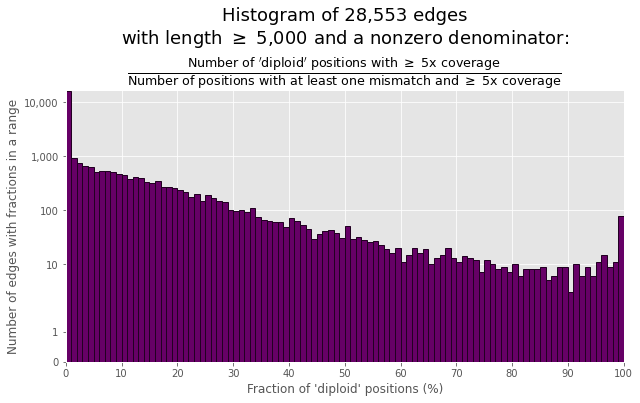 Histogram of 28,553 edges
with length ≥ 5,000 and a nonzero denominator:
Number of 'diploid' positions with ≥ 5x coverage
Number of positions with at least one mismatch and ≥ 5x coverage
Number of edges with fractions in a range
10,000
1,000
100
10
1
0
0 10 20 30 40 50 60 70 80 90 100
Fraction of 'diploid' positions (%)